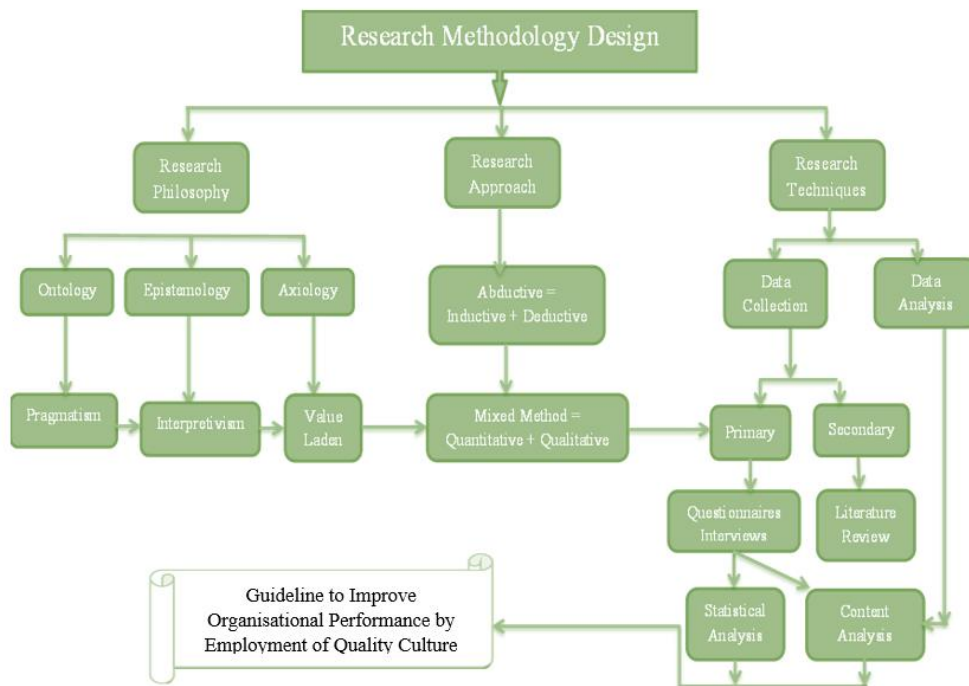 Research Methodology Design
Research
Philosophy
Research
Approach
Research
Techniques
Ontology
Epistemology
Axiology
Abductive =
Inductive + Deductive
Data
Collection
Data
Analysis
Pragmatism
Interpretivism
Value
Laden
Mixed Method =
Quantitative + Qualitative
Primary
Secondary
Questionnaires
Interviews
Literature
Review
Guideline to Improve
Organisational Performance by
Employment of Quality Culture
Statistical
Analysis
Content
Analysis